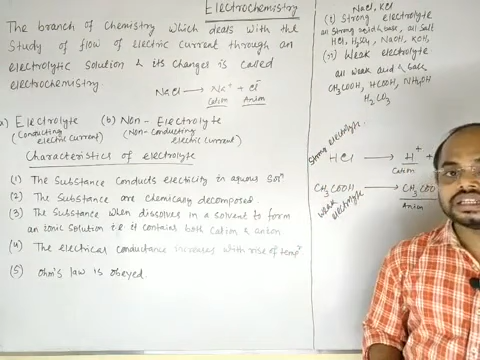 Electrochemistry
The branch of Chemistry which deals with the
Study of flow of electric current through an
electrolytic solution & its changes is called
electrochemistry.
NaCl → Na⁺ + Cl⁻
Cation Anion
a) Electrolyte (b) Non-Electrolyte
(Conducting electric current) (Non-conducting electric current)
Characteristics of electrolyte
(1) The Substance Conducts electricity in aquous Solⁿ
(2) The Substance are chemicaly decomposed.
(3) The Substance when dissolves in a solvent to form
an ionic solution i.e it contains both Cation & anion.
(4) The electrical conductance increases with rise of temp
(5) Ohm's law is obeyed.
NaCl, KCl
(i) Strong electrolyte
all Strong acid & base, all Salt
HCl, H₂SO₄, NaOH, KOH,
(ii) Weak electrolyte
all weak acid & base
CH₃COOH, HCOOH, NH₄OH
H₂CO₃
Strong electrolyte:
HCl → H⁺ +
Cation
CH₃COOH → CH₃COO
Anion
Weak electrolyte